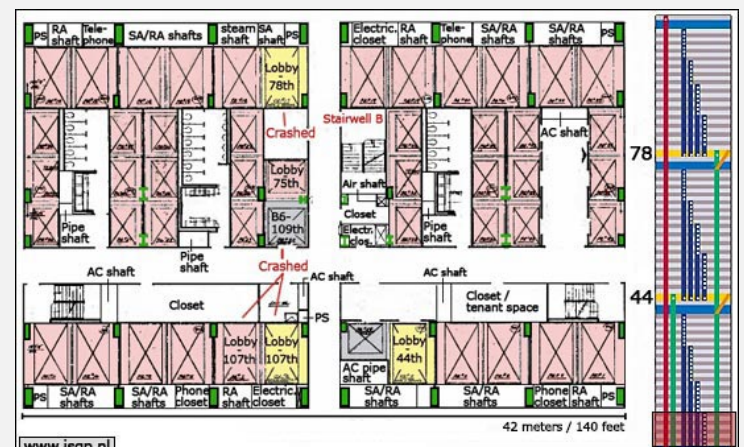 PS RA shaft Tele-phone SA/RA shafts steam shaft SA shaft PS
Electric. closet RA shaft Tele-phone SA/RA shafts SA/RA shafts PS
Lobby
-
78th
Crashed
Stairwell B
AC shaft
78
Lobby
75th
Air shaft
B6-
109th
Closet
Electr.
clos.
Pipe
shaft
Pipe
shaft
Pipe
shaft
Crashed
AC shaft
AC shaft
AC shaft
Closet
Closet /
tenant space
44
PS
Lobby
107th
Lobby
-
107th
Lobby
-
44th
AC pipe
shaft
PS SA/RA shafts SA/RA shafts Phone closet RA shaft Electric. closet
SA/RA shafts SA/RA shafts Phone closet RA shaft PS
42 meters / 140 feet
www.isgp.nl